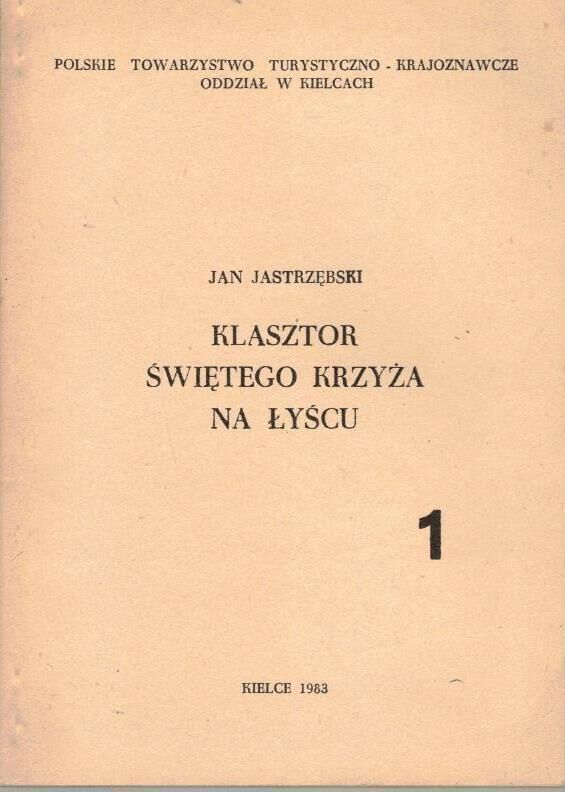 POLSKIE TOWARZYSTWO TURYSTYCZNO - KRAJOZNAWCZE
ODDZIAŁ W KIELCACH
JAN JASTRZĘBSKI
KLASZTOR
ŚWIĘTEGO KRZYŻA
NA ŁYŚCU
1
KIELCE 1983